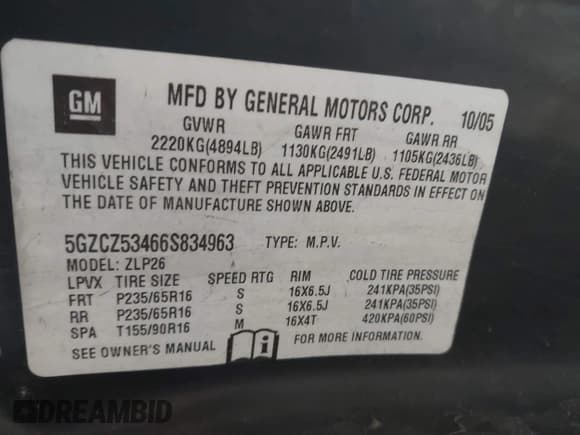 GM
MFD BY GENERAL MOTORS CORP. 10/05
GVWR GAWR FRT GAWR RR
2220KG(4894LB) 1130KG(2491LB) 1105KG(2436LB)
THIS VEHICLE CONFORMS TO ALL APPLICABLE U.S. FEDERAL MOTOR
VEHICLE SAFETY AND THEFT PREVENTION STANDARDS IN EFFECT ON
THE DATE OF MANUFACTURE SHOWN ABOVE.
5GZCZ53466S834963 TYPE: M.P.V.
MODEL: ZLP26
LPVX TIRE SIZE SPEED RTG RIM COLD TIRE PRESSURE
FRT P235/65R16 S 16X6.5J 241KPA(35PSI)
RR P235/65R16 S 16X6.5J 241KPA(35PSI)
SPA T155/90R16 M 16X4T 420KPA(60PSI)
SEE OWNER'S MANUAL i FOR MORE INFORMATION.
DREAMBID